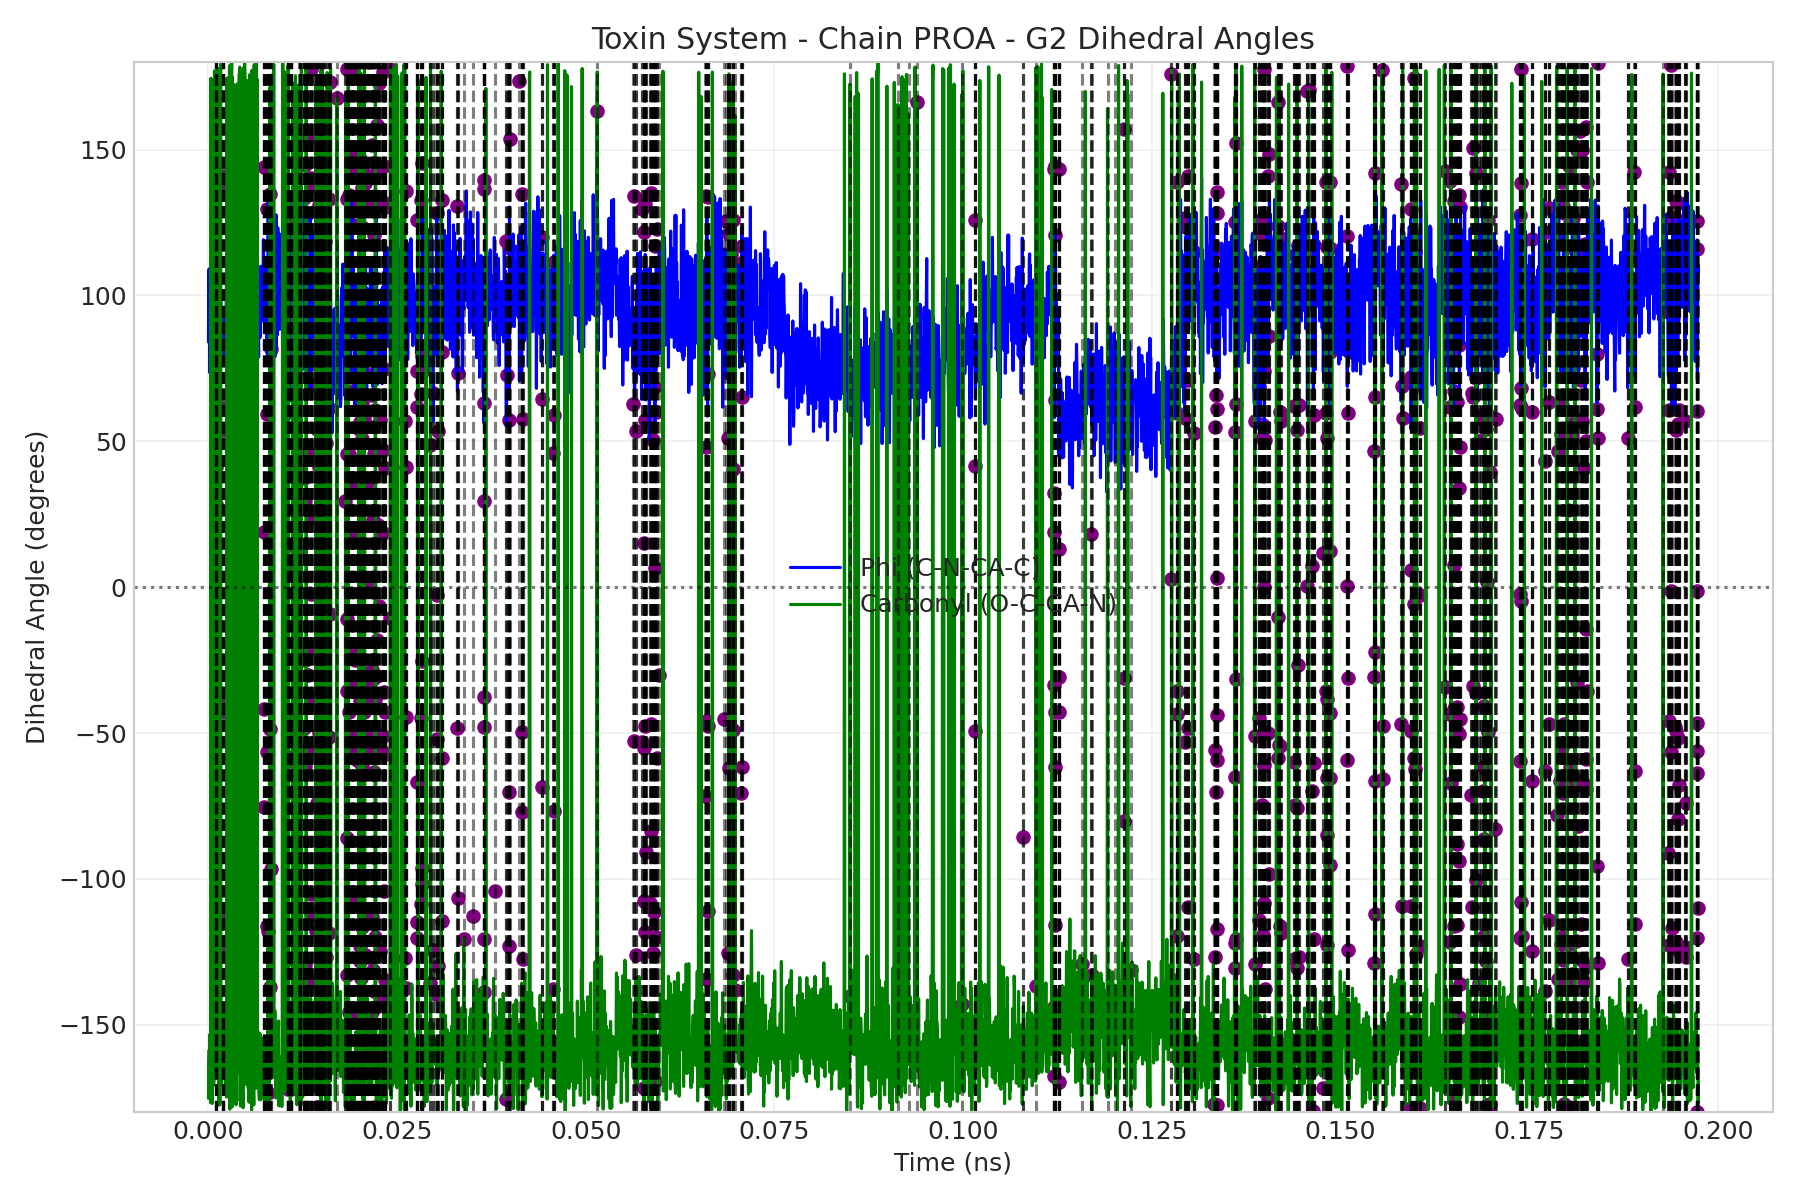 Toxin System - Chain PROA - G2 Dihedral Angles
150
100
50
0
−50
−100
−150
Dihedral Angle (degrees)
Phi (C-N-CA-C)
Carbonyl (O-C-CA-N)
0.000 0.025 0.050 0.075 0.100 0.125 0.150 0.175 0.200
Time (ns)